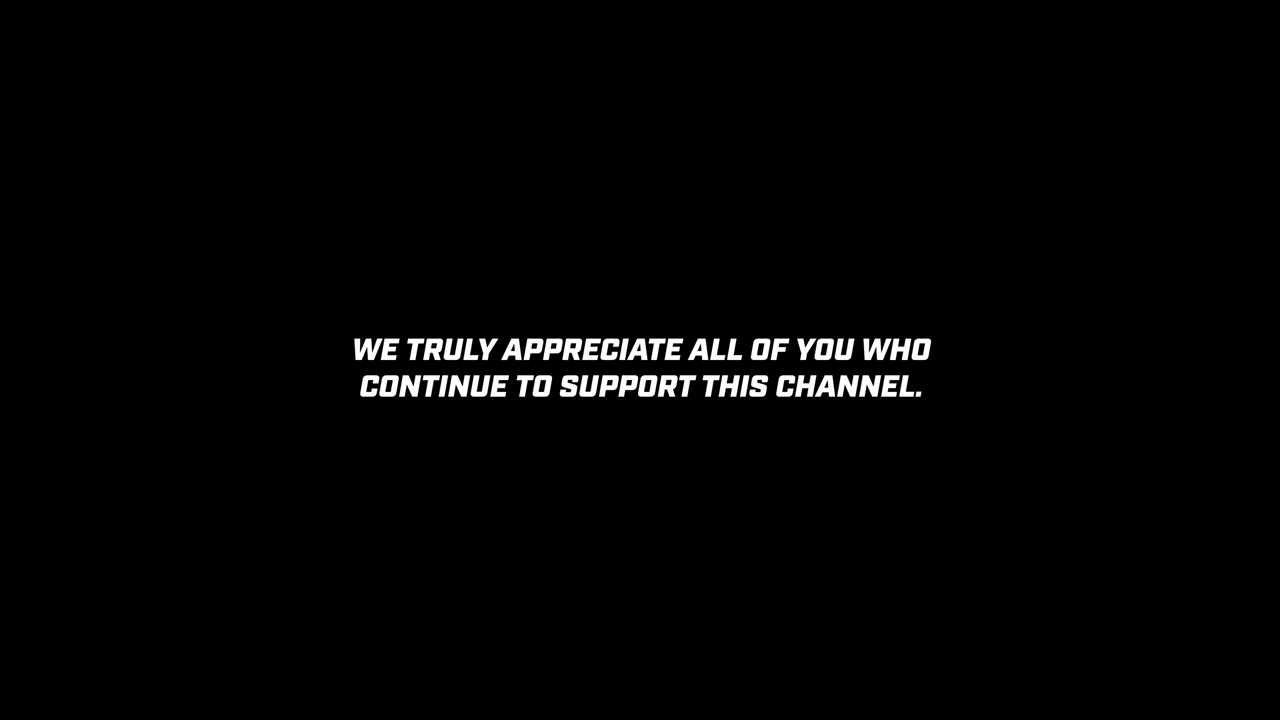 WE TRULY APPRECIATE ALL OF YOU WHO
CONTINUE TO SUPPORT THIS CHANNEL.